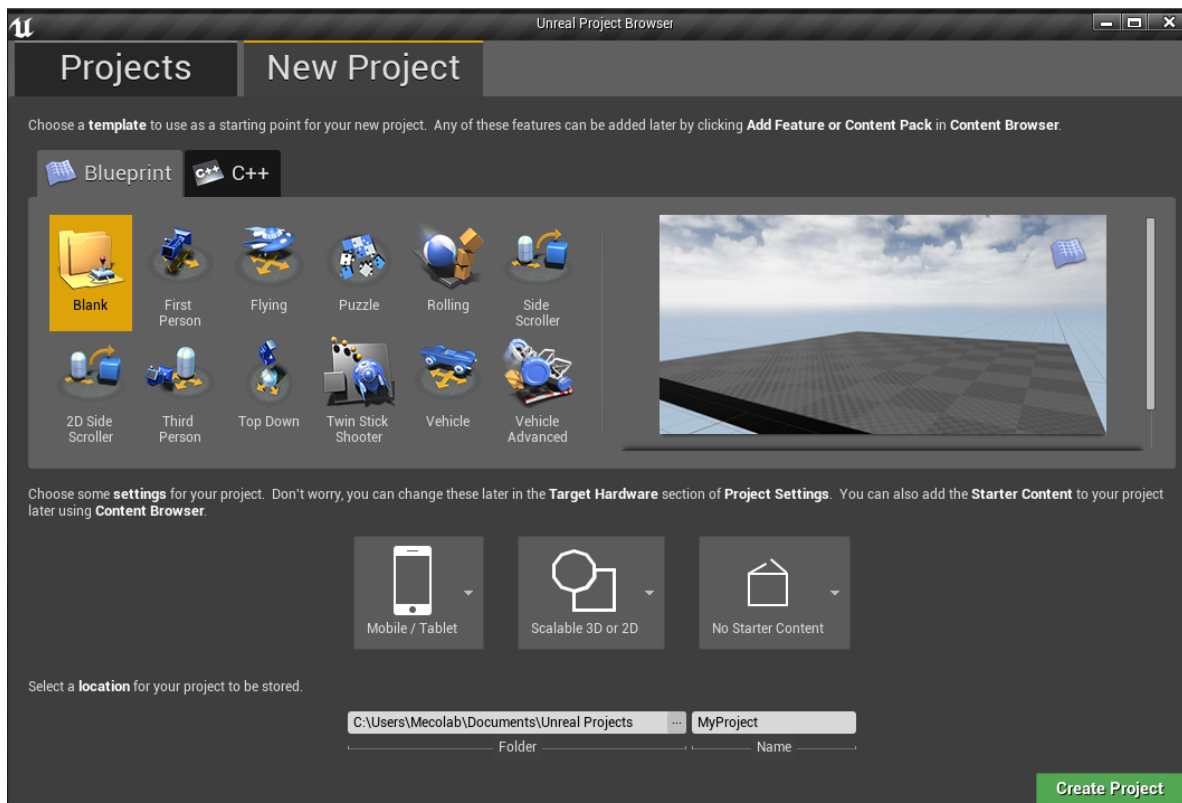 Unreal Project Browser
Projects
New Project
Choose a template to use as a starting point for your new project. Any of these features can be added later by clicking Add Feature or Content Pack in Content Browser.
Blueprint
C++
C++
Blank
First
Person
Flying
Puzzle
Rolling
Side
Scroller
2D Side
Scroller
Third
Person
Top Down
Twin Stick
Shooter
Vehicle
Vehicle
Advanced
Choose some settings for your project. Don't worry, you can change these later in the Target Hardware section of Project Settings. You can also add the Starter Content to your project
later using Content Browser.
Mobile / Tablet
Scalable 3D or 2D
No Starter Content
Select a location for your project to be stored.
C:\Users\Mecolab\Documents\Unreal Projects
...
MyProject
Folder
Name
Create Project